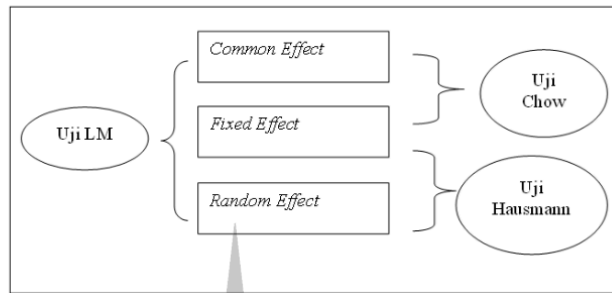 Common Effect
Uji
Chow
Uji LM
Fixed Effect
Uji
Hausmann
Random Effect